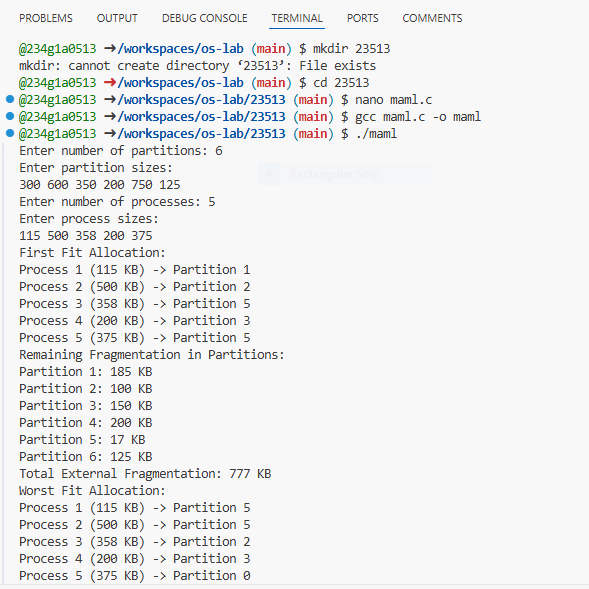 PROBLEMS OUTPUT DEBUG CONSOLE TERMINAL PORTS COMMENTS
@234g1a0513 ➜/workspaces/os-lab (main) $ mkdir 23513
mkdir: cannot create directory ‘23513’: File exists
@234g1a0513 ➜/workspaces/os-lab (main) $ cd 23513
@234g1a0513 ➜/workspaces/os-lab/23513 (main) $ nano maml.c
@234g1a0513 ➜/workspaces/os-lab/23513 (main) $ gcc maml.c -o maml
@234g1a0513 ➜/workspaces/os-lab/23513 (main) $ ./maml
Enter number of partitions: 6
Enter partition sizes:
300 600 350 200 750 125
Rectangular Snip
Enter number of processes: 5
Enter process sizes:
115 500 358 200 375
First Fit Allocation:
Process 1 (115 KB) -> Partition 1
Process 2 (500 KB) -> Partition 2
Process 3 (358 KB) -> Partition 5
Process 4 (200 KB) -> Partition 3
Process 5 (375 KB) -> Partition 5
Remaining Fragmentation in Partitions:
Partition 1: 185 KB
Partition 2: 100 KB
Partition 3: 150 KB
Partition 4: 200 KB
Partition 5: 17 KB
Partition 6: 125 KB
Total External Fragmentation: 777 KB
Worst Fit Allocation:
Process 1 (115 KB) -> Partition 5
Process 2 (500 KB) -> Partition 5
Process 3 (358 KB) -> Partition 2
Process 4 (200 KB) -> Partition 3
Process 5 (375 KB) -> Partition 0